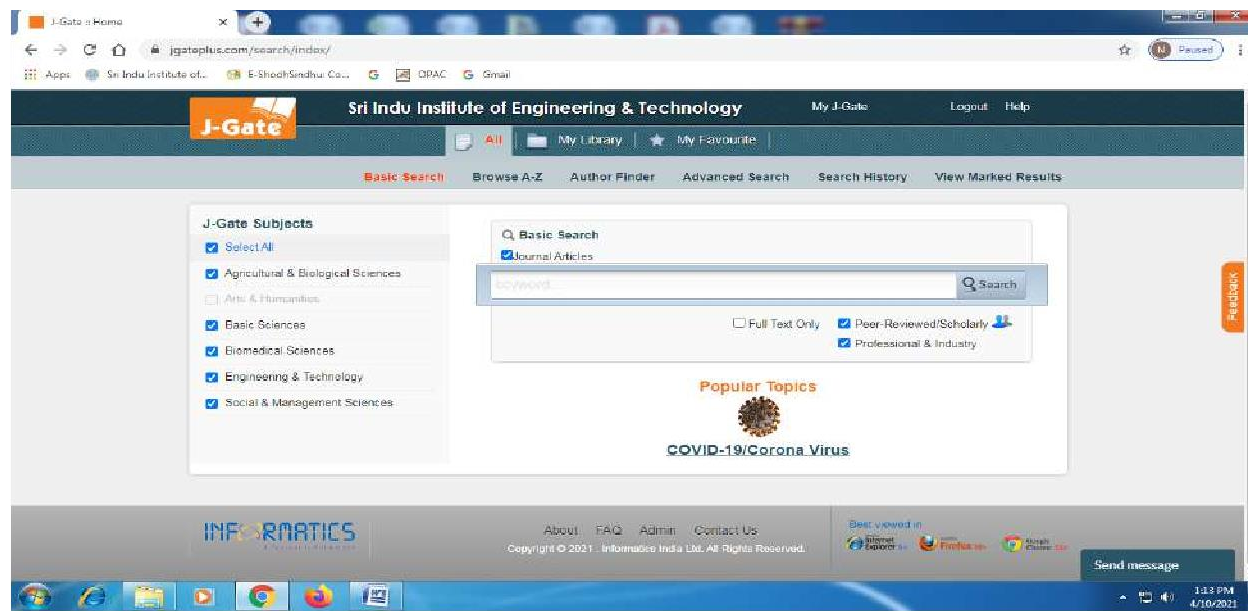 J-Gate :: Home
jgateplus.com/search/index/
Paused
Apps Sri Indu Institute of... E-ShodhSindhu: Co... OPAC Gmail
J-Gate
Sri Indu Institute of Engineering & Technology
My J-Gate Logout Help
All My Library My Favourite
Basic Search Browse A-Z Author Finder Advanced Search Search History View Marked Results
J-Gate Subjects
Select All
Agricultural & Biological Sciences
Arts & Humanities
Basic Sciences
Biomedical Sciences
Engineering & Technology
Social & Management Sciences
Basic Search
Journal Articles
keyword
Search
Full Text Only Peer-Reviewed/Scholarly
Professional & Industry
Popular Topics
COVID-19/Corona Virus
Feedback
INFORMATICS
About FAQ Admin Contact Us
Copyright © 2021 . Informatics India Ltd. All Rights Reserved.
Best viewed in
Internet Explorer
Firefox
Google Chrome
Send message
1:13 PM
4/10/2021